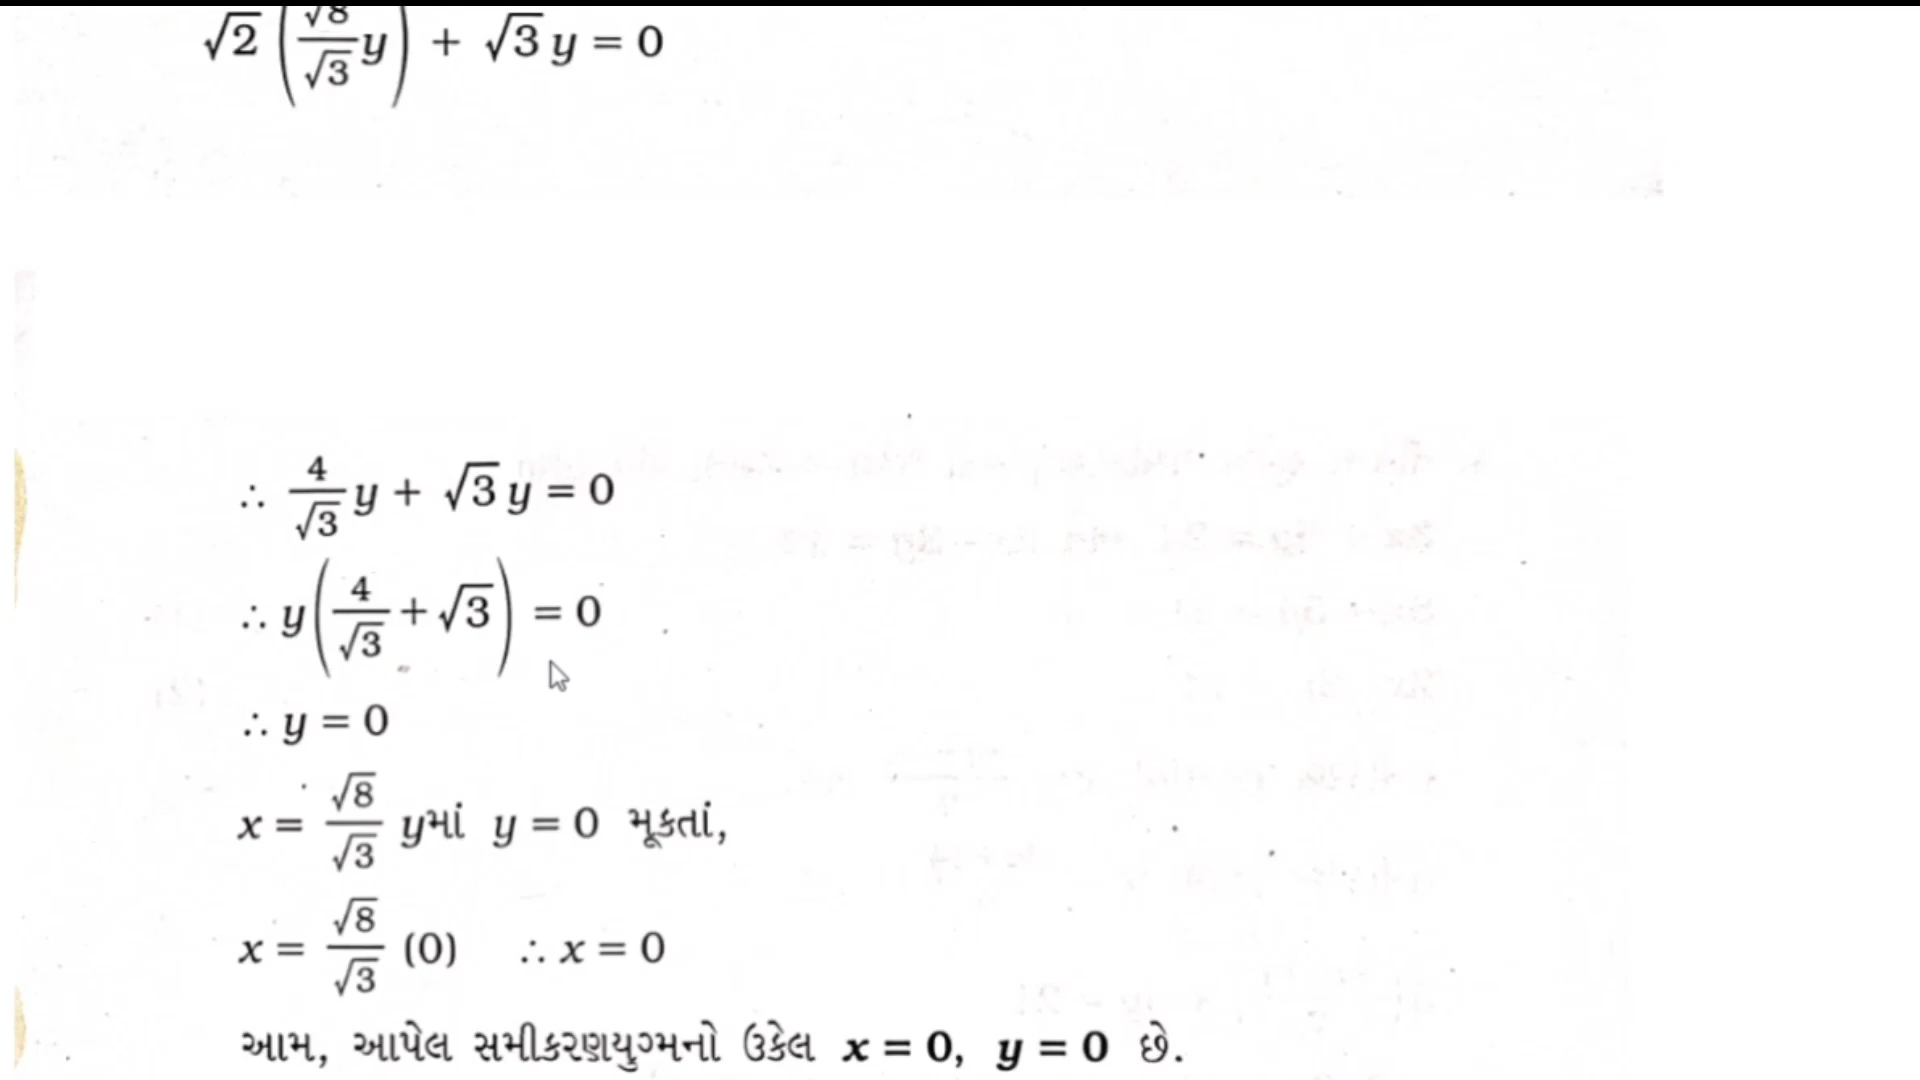 √2 (√8/√3 y) + √3 y = 0
∴ 4/√3 y + √3 y = 0
∴ y (4/√3 + √3) = 0
∴ y = 0
x = √8/√3 yમાં y = 0 મૂકતાં,
x = √8/√3 (0) ∴ x = 0
આમ, આપેલ સમીકરણયુગ્મનો ઉકેલ x = 0, y = 0 છે.